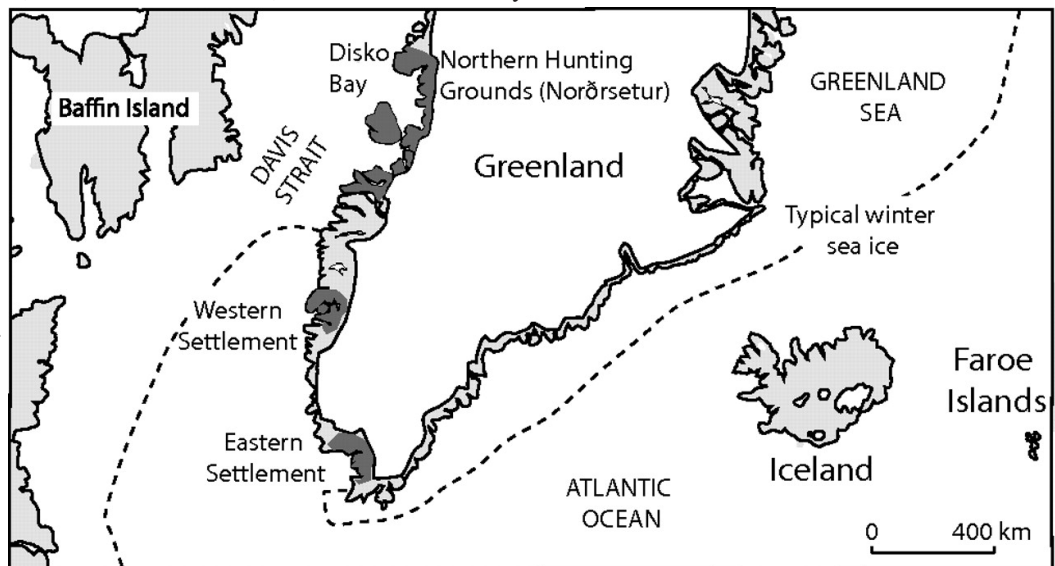 Disko
Bay
Northern Hunting
Grounds (Norðrsetur)
GREENLAND
SEA
Baffin Island
DAVIS
STRAIT
Greenland
Typical winter
sea ice
Western
Settlement
Faroe
Islands
Eastern
Settlement
Iceland
ATLANTIC
OCEAN
0 400 km